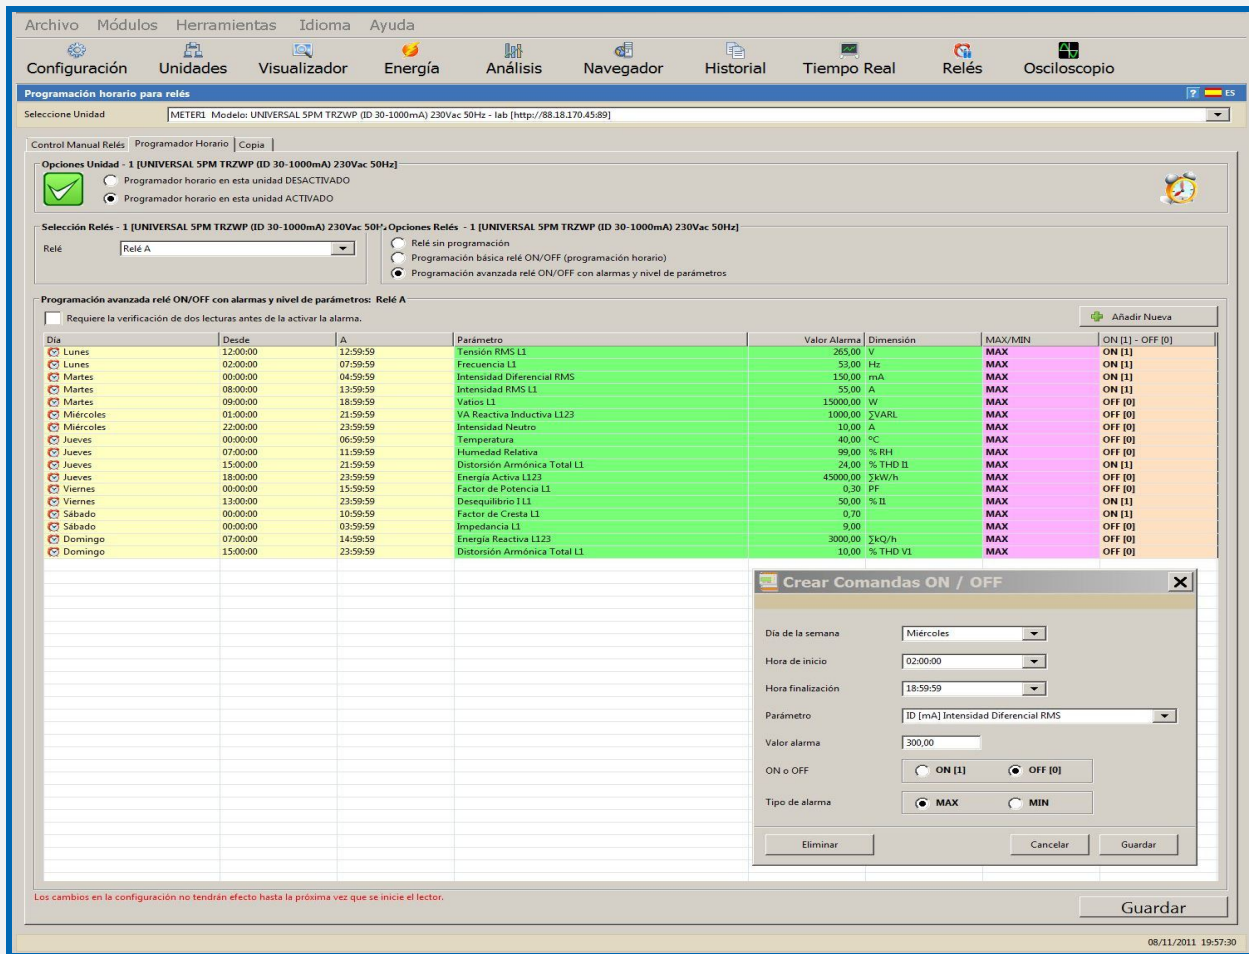 Archivo Módulos Herramientas Idioma Ayuda
Configuración Unidades Visualizador Energía Análisis Navegador Historial Tiempo Real Relés Osciloscopio
Programación horario para relés ? ES
Seleccione Unidad METER1 Modelo: UNIVERSAL 5PM TRZWP (ID 30-1000mA) 230Vac 50Hz - lab [http://88.18.170.45:89]
Control Manual Relés Programador Horario Copia
Opciones Unidad - 1 [UNIVERSAL 5PM TRZWP (ID 30-1000mA) 230Vac 50Hz]
Programador horario en esta unidad DESACTIVADO
Programador horario en esta unidad ACTIVADO
Selección Relés - 1 [UNIVERSAL 5PM TRZWP (ID 30-1000mA) 230Vac 50H
Relé Relé A
Opciones Relés - 1 [UNIVERSAL 5PM TRZWP (ID 30-1000mA) 230Vac 50Hz]
Relé sin programación
Programación básica relé ON/OFF (programación horario)
Programación avanzada relé ON/OFF con alarmas y nivel de parámetros
Programación avanzada relé ON/OFF con alarmas y nivel de parámetros: Relé A
Requiere la verificación de dos lecturas antes de la activar la alarma.
Añadir Nueva
Día Desde A Parámetro Valor Alarma Dimensión MAX/MIN ON [1] - OFF [0]
Lunes 12:00:00 12:59:59 Tensión RMS L1 265,00 V MAX ON [1]
Lunes 02:00:00 07:59:59 Frecuencia L1 53,00 Hz MAX ON [1]
Martes 00:00:00 04:59:59 Intensidad Diferencial RMS 150,00 mA MAX ON [1]
Martes 08:00:00 13:59:59 Intensidad RMS L1 55,00 A MAX ON [1]
Martes 09:00:00 18:59:59 Vatios L1 15000,00 W MAX OFF [0]
Miércoles 01:00:00 21:59:59 VA Reactiva Inductiva L123 1000,00 ∑VARL MAX OFF [0]
Miércoles 22:00:00 23:59:59 Intensidad Neutro 10,00 A MAX OFF [0]
Jueves 00:00:00 06:59:59 Temperatura 40,00 ºC MAX OFF [0]
Jueves 07:00:00 11:59:59 Humedad Relativa 99,00 % RH MAX OFF [0]
Jueves 15:00:00 21:59:59 Distorsión Armónica Total L1 24,00 % THD I1 MAX ON [1]
Jueves 18:00:00 23:59:59 Energía Activa L123 45000,00 ∑kW/h MAX OFF [0]
Viernes 00:00:00 15:59:59 Factor de Potencia L1 0,30 PF MAX OFF [0]
Viernes 13:00:00 23:59:59 Desequilibrio I L1 50,00 % I1 MAX ON [1]
Sábado 00:00:00 10:59:59 Factor de Cresta L1 0,70 MAX ON [1]
Sábado 00:00:00 03:59:59 Impedancia L1 9,00 MAX OFF [0]
Domingo 07:00:00 14:59:59 Energía Reactiva L123 3000,00 ∑kQ/h MAX OFF [0]
Domingo 15:00:00 23:59:59 Distorsión Armónica Total L1 10,00 % THD V1 MAX OFF [0]
Crear Comandas ON / OFF
Día de la semana Miércoles
Hora de inicio 02:00:00
Hora finalización 18:59:59
Parámetro ID [mA] Intensidad Diferencial RMS
Valor alarma 300,00
ON o OFF ON [1] OFF [0]
Tipo de alarma MAX MIN
Eliminar Cancelar Guardar
Los cambios en la configuración no tendrán efecto hasta la próxima vez que se inicie el lector.
Guardar
08/11/2011 19:57:30